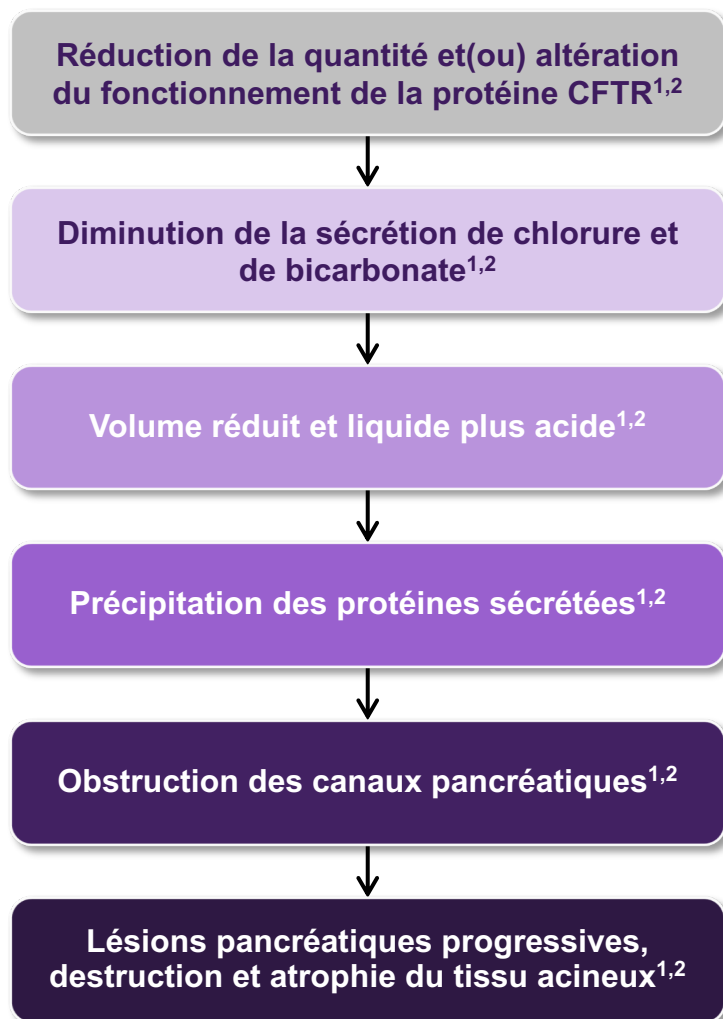 Réduction de la quantité et(ou) altération
du fonctionnement de la protéine CFTR1,2
Diminution de la sécrétion de chlorure et
de bicarbonate1,2
Volume réduit et liquide plus acide1,2
Précipitation des protéines sécrétées1,2
Obstruction des canaux pancréatiques1,2
Lésions pancréatiques progressives,
destruction et atrophie du tissu acineux1,2